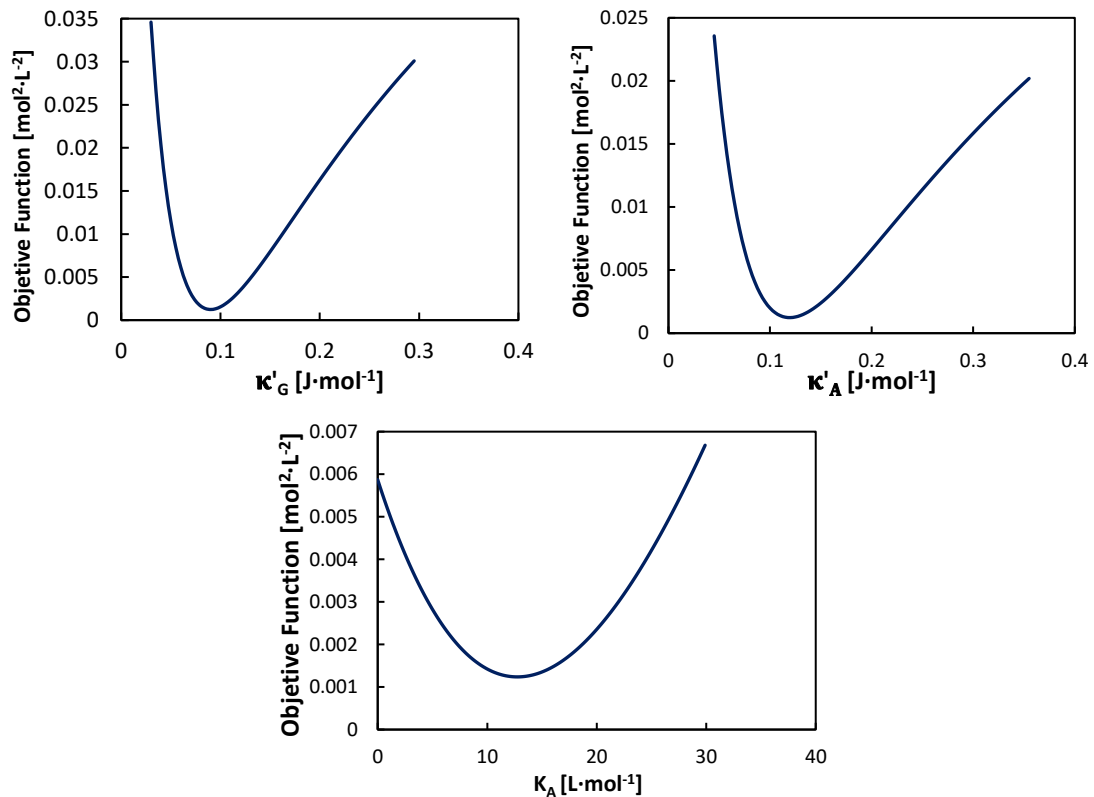 Objetive Function [mol²·L⁻²]
0.035
0.03
0.025
0.02
0.015
0.01
0.005
0
0 0.1 0.2 0.3 0.4
κ'G [J·mol⁻¹]
Objetive Function [mol²·L⁻²]
0.025
0.02
0.015
0.01
0.005
0
0 0.1 0.2 0.3 0.4
κ'A [J·mol⁻¹]
Objetive Function [mol²·L⁻²]
0.007
0.006
0.005
0.004
0.003
0.002
0.001
0
0 10 20 30 40
KA [L·mol⁻¹]